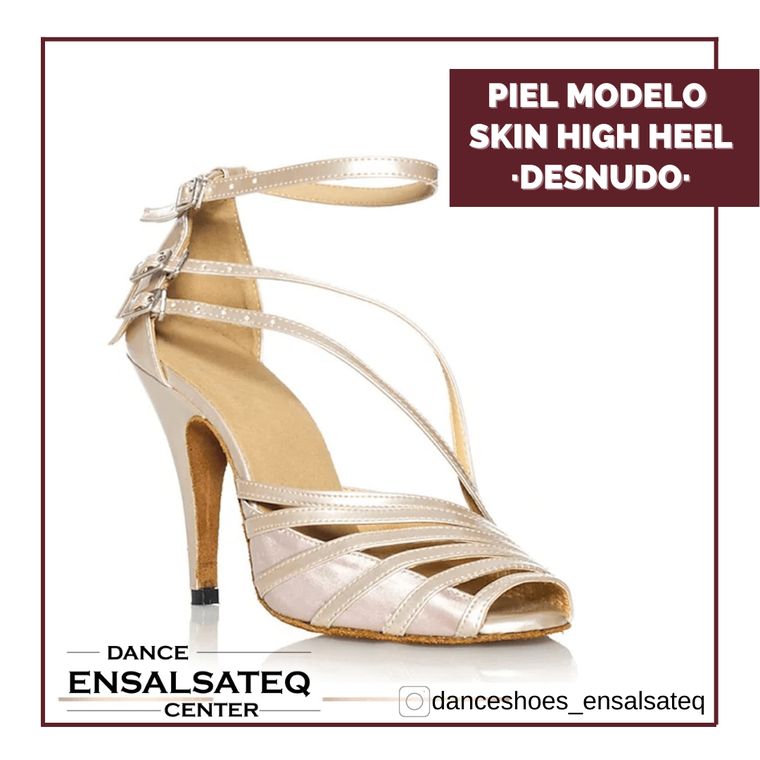 PIEL MODELO
SKIN HIGH HEEL
·DESNUDO·
DANCE
ENSALSATEQ
CENTER
danceshoes_ensalsateq